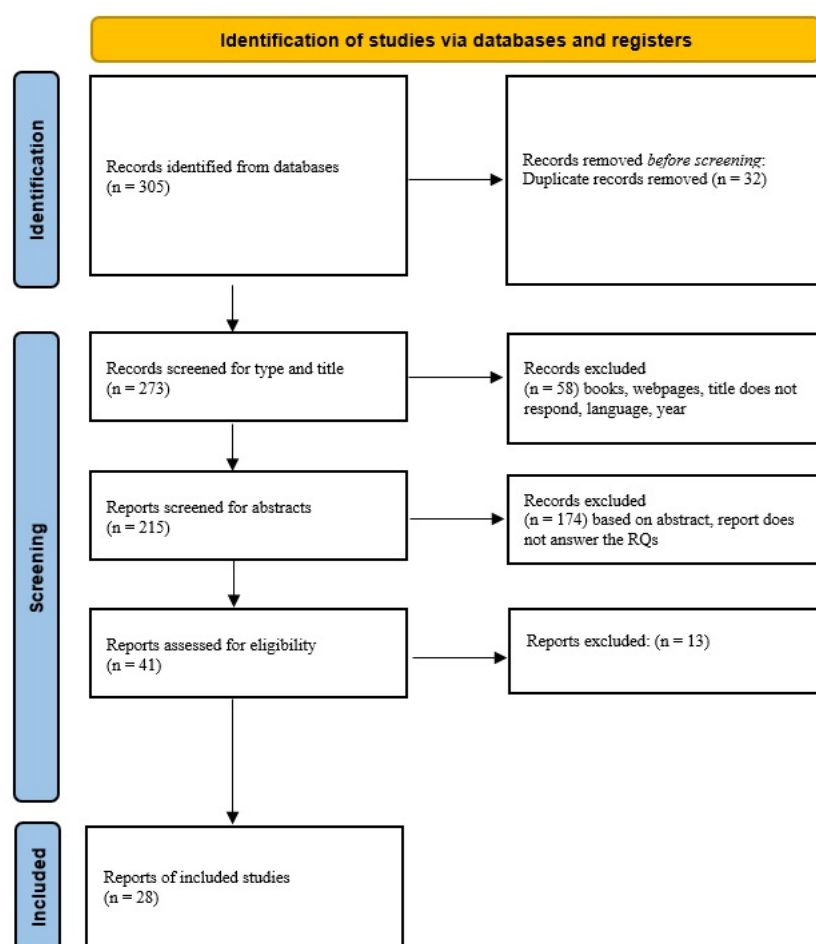 Identification of studies via databases and registers
Identification
Records identified from databases
(n = 305)
Records removed before screening:
Duplicate records removed (n = 32)
Screening
Records screened for type and title
(n = 273)
Records excluded
(n = 58) books, webpages, title does not
respond, language, year
Reports screened for abstracts
(n = 215)
Records excluded
(n = 174) based on abstract, report does
not answer the RQs
Reports assessed for eligibility
(n = 41)
Reports excluded: (n = 13)
Included
Reports of included studies
(n = 28)